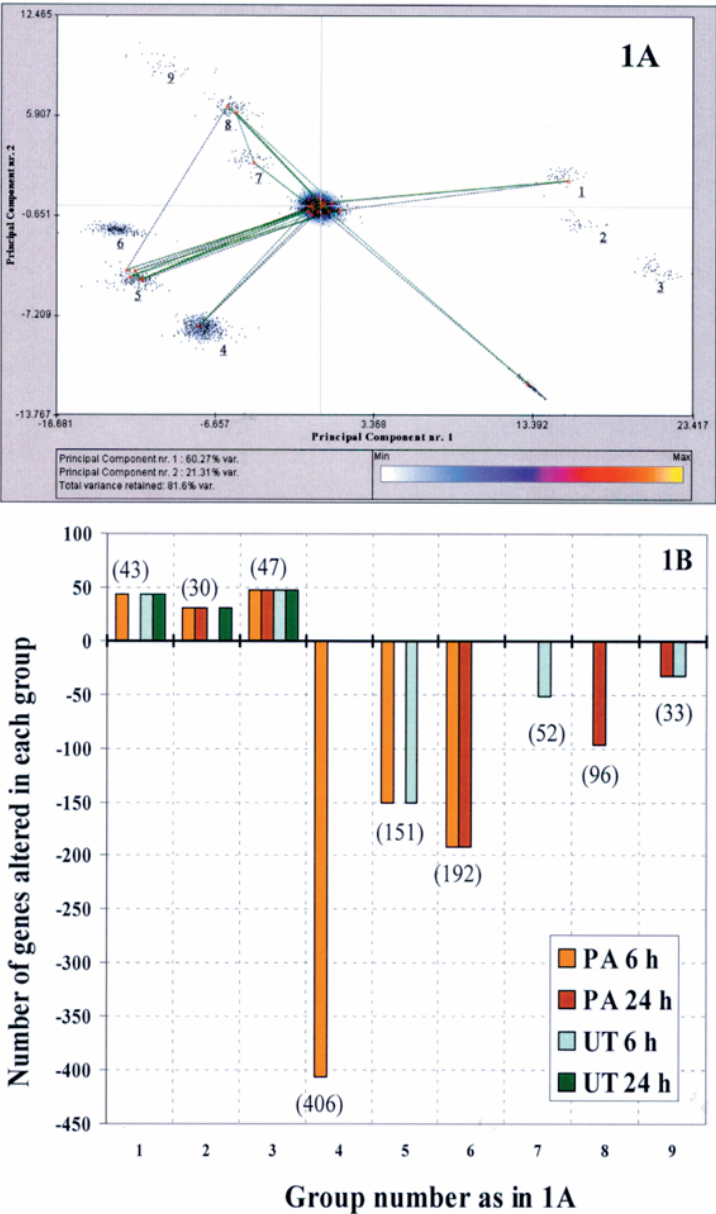 12.465
1A
9
5.907
8
7
1
Principal Component nr. 2
-0.651
2
6
3
5
-7.209
4
-13.767
-16.681 -6.657 3.368 13.392 23.417
Principal Component nr. 1
Principal Component nr. 1 : 60.27% var.
Principal Component nr. 2 : 21.31% var.
Total variance retained: 81.6% var.
Min Max
100
1B
(43) (30) (47)
50
0
-50
(52) (96) (33)
-100
-150
(151)
-200
(192)
-250
-300
-350
-400
(406)
-450
Number of genes altered in each group
PA 6 h
PA 24 h
UT 6 h
UT 24 h
1 2 3 4 5 6 7 8 9
Group number as in 1A